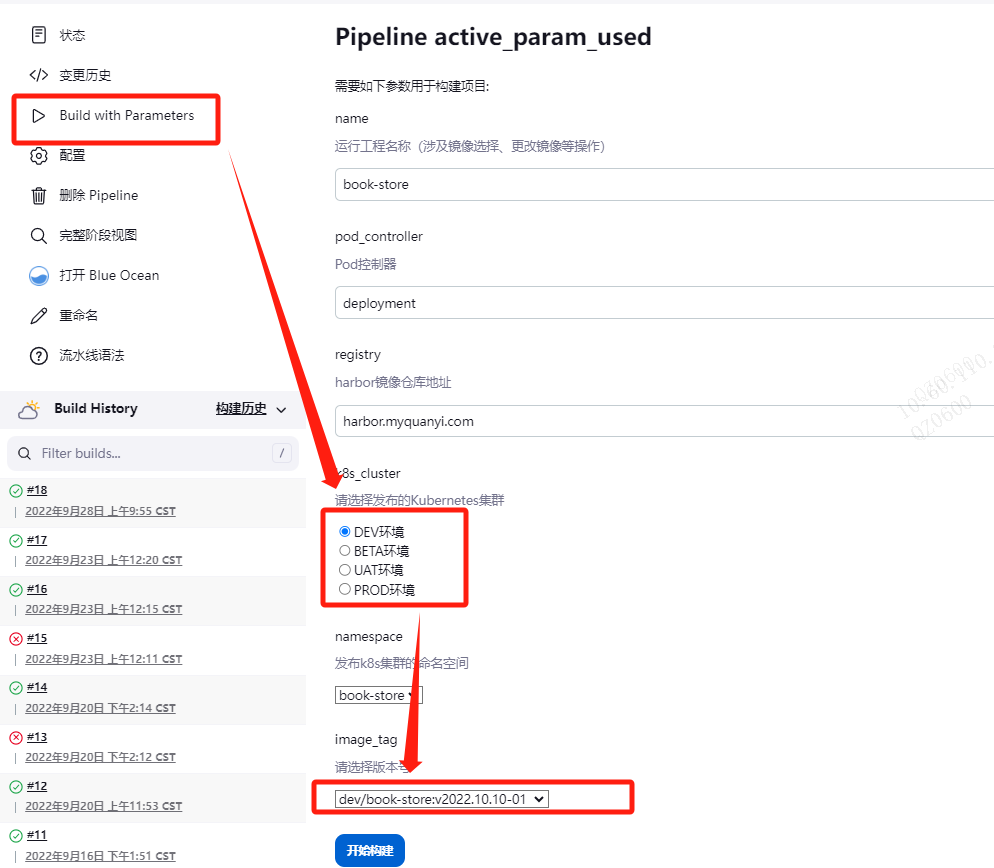 状态
变更历史
Build with Parameters
配置
删除 Pipeline
完整阶段视图
打开 Blue Ocean
重命名
流水线语法
Build History
构建历史
Filter builds...
/
#18
2022年9月28日 上午9:55 CST
#17
2022年9月23日 上午12:20 CST
#16
2022年9月23日 上午12:15 CST
#15
2022年9月23日 上午12:11 CST
#14
2022年9月20日 下午2:14 CST
#13
2022年9月20日 下午2:12 CST
#12
2022年9月20日 上午11:53 CST
#11
2022年9月16日 下午1:51 CST
Pipeline active_param_used
需要如下参数用于构建项目:
name
运行工程名称（涉及镜像选择、更改镜像等操作）
book-store
pod_controller
Pod控制器
deployment
registry
harbor镜像仓库地址
harbor.myquanyi.com
k8s_cluster
请选择发布的Kubernetes集群
DEV环境
BETA环境
UAT环境
PROD环境
namespace
发布k8s集群的命名空间
book-store
image_tag
请选择版本号
dev/book-store:v2022.10.10-01
开始构建
QZ0600